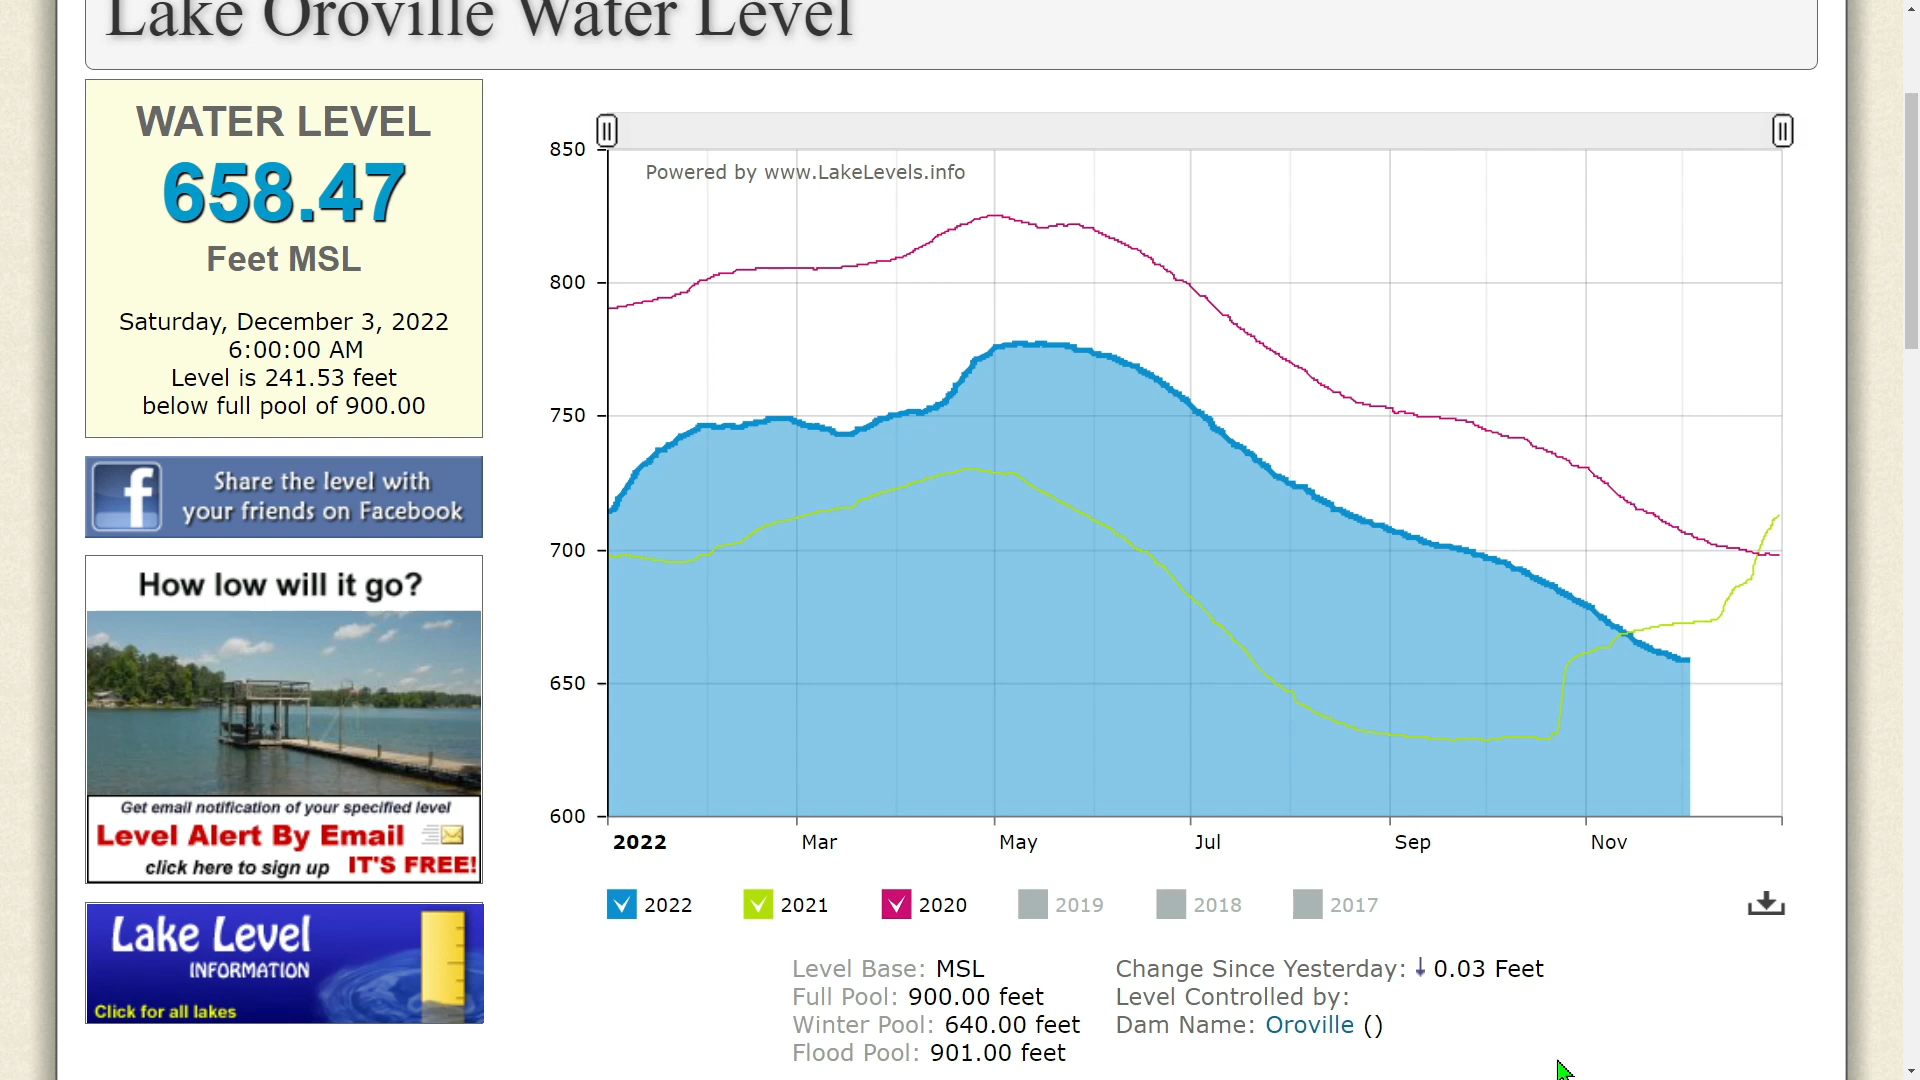 Lake Oroville Water Level
WATER LEVEL
658.47
Feet MSL
Saturday, December 3, 2022
6:00:00 AM
Level is 241.53 feet
below full pool of 900.00
f Share the level with
your friends on Facebook
How low will it go?
Get email notification of your specified level
Level Alert By Email
click here to sign up IT'S FREE!
Lake Level
INFORMATION
Click for all lakes
Powered by www.LakeLevels.info
850
800
750
700
650
600
2022 Mar May Jul Sep Nov
2022 2021 2020 2019 2018 2017
Level Base: MSL
Full Pool: 900.00 feet
Winter Pool: 640.00 feet
Flood Pool: 901.00 feet
Change Since Yesterday: ↓ 0.03 Feet
Level Controlled by:
Dam Name: Oroville ()